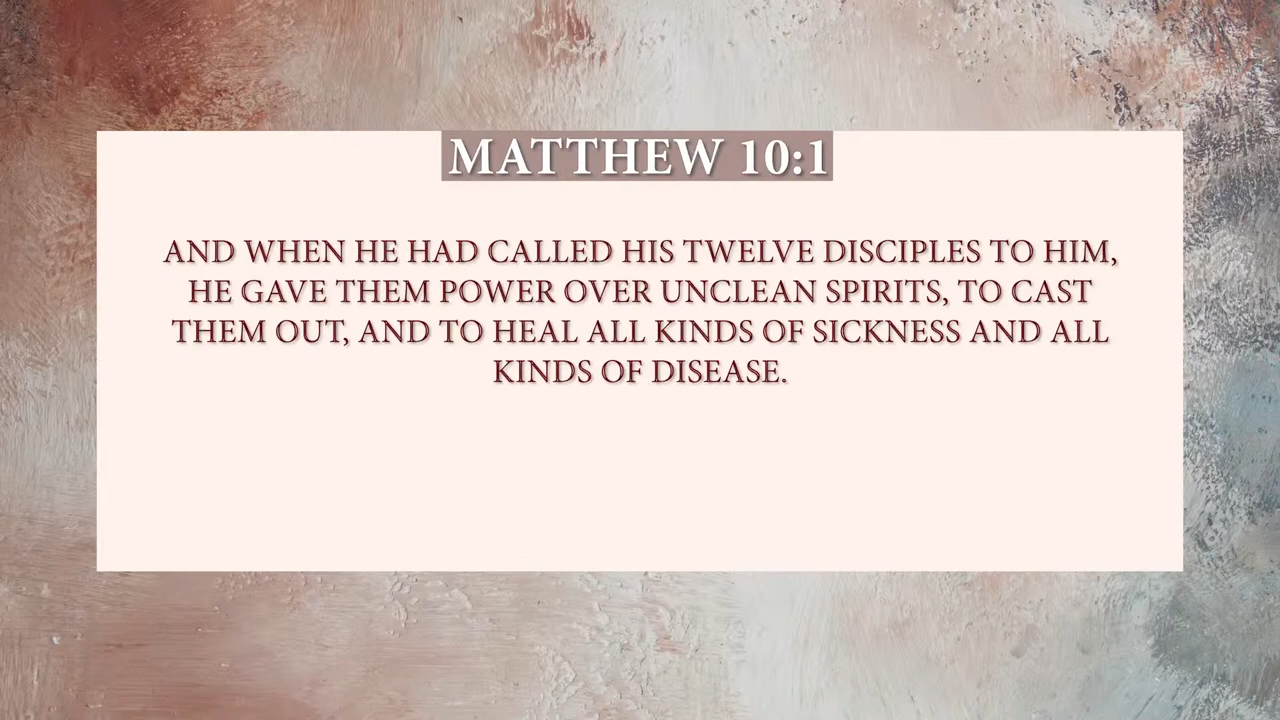 MATTHEW 10:1
AND WHEN HE HAD CALLED HIS TWELVE DISCIPLES TO HIM,
HE GAVE THEM POWER OVER UNCLEAN SPIRITS, TO CAST
THEM OUT, AND TO HEAL ALL KINDS OF SICKNESS AND ALL
KINDS OF DISEASE.